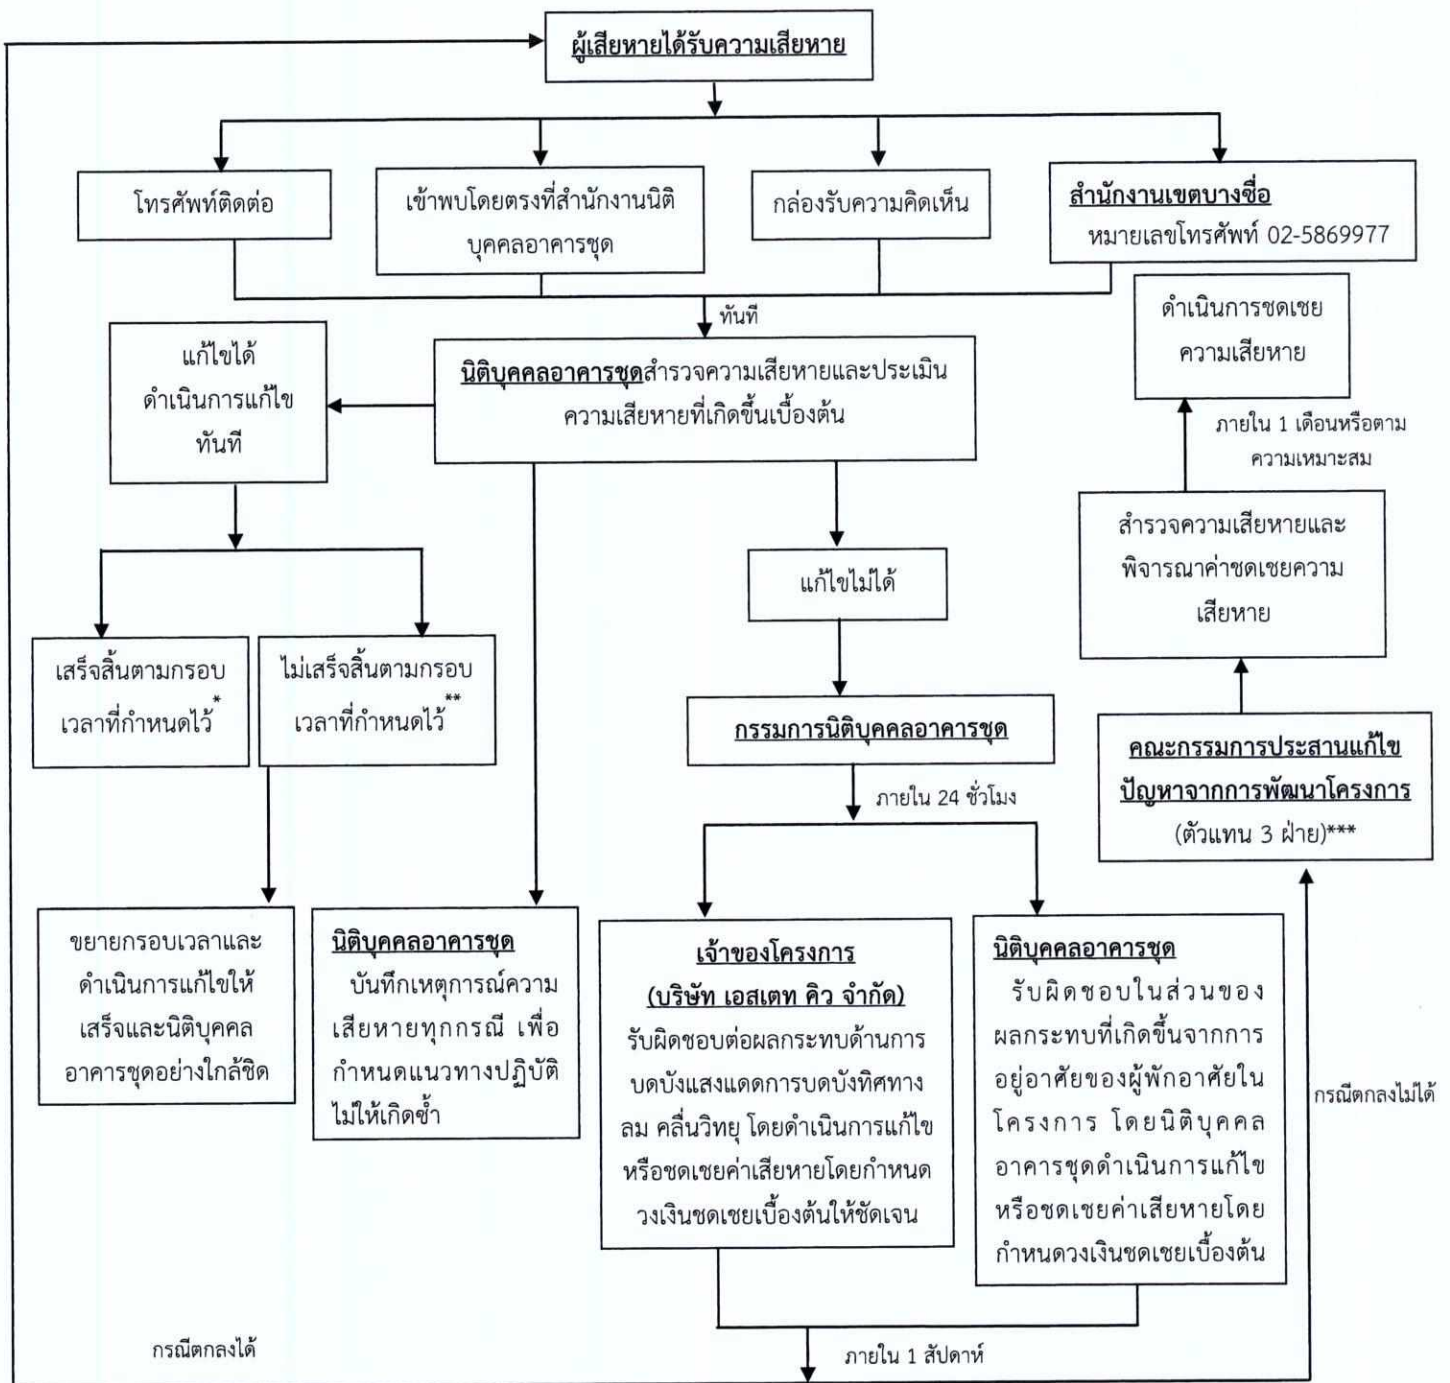 ผู้เสียหายได้รับความเสียหาย
โทรศัพท์ติดต่อ
เข้าพบโดยตรงที่สำนักงานนิติ
บุคคลอาคารชุด
กล่องรับความคิดเห็น
สำนักงานเขตบางซื่อ
หมายเลขโทรศัพท์ 02-5869977
ทันที
แก้ไขได้
ดำเนินการแก้ไข
ทันที
นิติบุคคลอาคารชุดสำรวจความเสียหายและประเมิน
ความเสียหายที่เกิดขึ้นเบื้องต้น
ดำเนินการชดเชย
ความเสียหาย
ภายใน 1 เดือนหรือตาม
ความเหมาะสม
สำรวจความเสียหายและ
พิจารณาค่าชดเชยความ
เสียหาย
แก้ไขไม่ได้
เสร็จสิ้นตามกรอบ
เวลาที่กำหนดไว้*
ไม่เสร็จสิ้นตามกรอบ
เวลาที่กำหนดไว้**
กรรมการนิติบุคคลอาคารชุด
คณะกรรมการประสานแก้ไข
ปัญหาจากการพัฒนาโครงการ
(ตัวแทน 3 ฝ่าย)***
ภายใน 24 ชั่วโมง
ขยายกรอบเวลาและ
ดำเนินการแก้ไขให้
เสร็จและนิติบุคคล
อาคารชุดอย่างใกล้ชิด
นิติบุคคลอาคารชุด
บันทึกเหตุการณ์ความ
เสียหายทุกกรณี เพื่อ
กำหนดแนวทางปฏิบัติ
ไม่ให้เกิดซ้ำ
เจ้าของโครงการ
(บริษัท เอสเตท คิว จำกัด)
รับผิดชอบต่อผลกระทบด้านการ
บดบังแสงแดดการบดบังทิศทาง
ลม คลื่นวิทยุ โดยดำเนินการแก้ไข
หรือชดเชยค่าเสียหายโดยกำหนด
วงเงินชดเชยเบื้องต้นให้ชัดเจน
นิติบุคคลอาคารชุด
รับผิดชอบในส่วนของ
ผลกระทบที่เกิดขึ้นจากการ
อยู่อาศัยของผู้พักอาศัยใน
โครงการ โดยนิติบุคคล
อาคารชุดดำเนินการแก้ไข
หรือชดเชยค่าเสียหายโดย
กำหนดวงเงินชดเชยเบื้องต้น
กรณีตกลงไม่ได้
กรณีตกลงได้
ภายใน 1 สัปดาห์